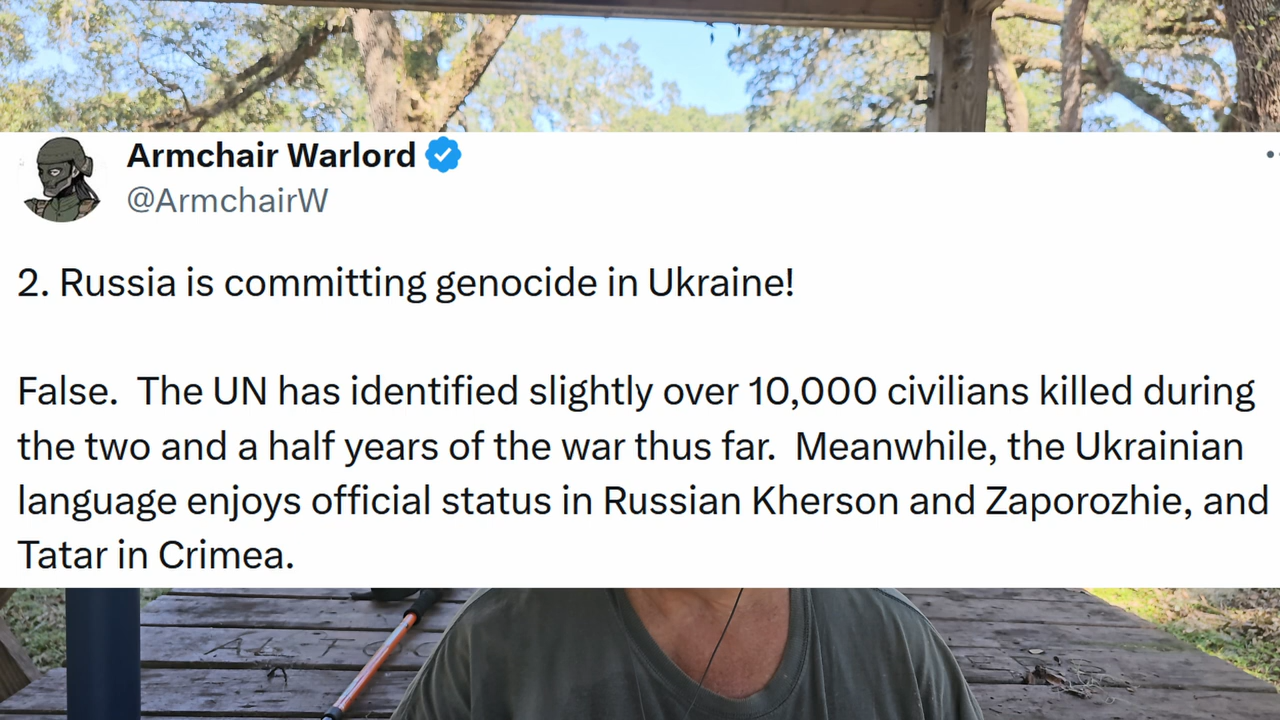 Armchair Warlord
@ArmchairW
2. Russia is committing genocide in Ukraine!
False. The UN has identified slightly over 10,000 civilians killed during
the two and a half years of the war thus far. Meanwhile, the Ukrainian
language enjoys official status in Russian Kherson and Zaporozhie, and
Tatar in Crimea.